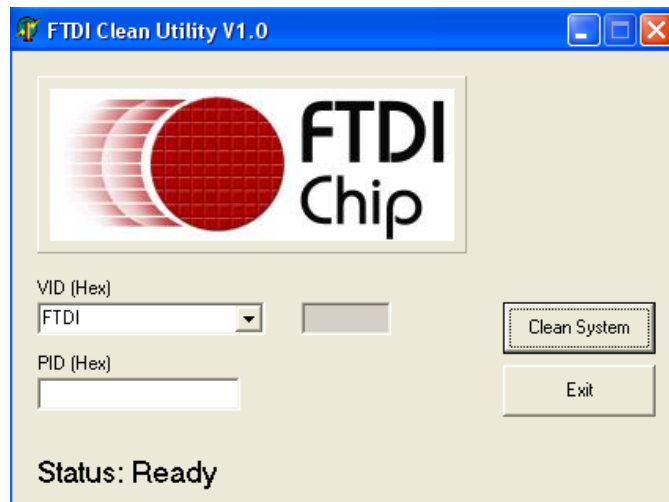 FTDI Clean Utility V1.0
FTDI
Chip
VID (Hex)
FTDI
Clean System
PID (Hex)
Exit
Status: Ready